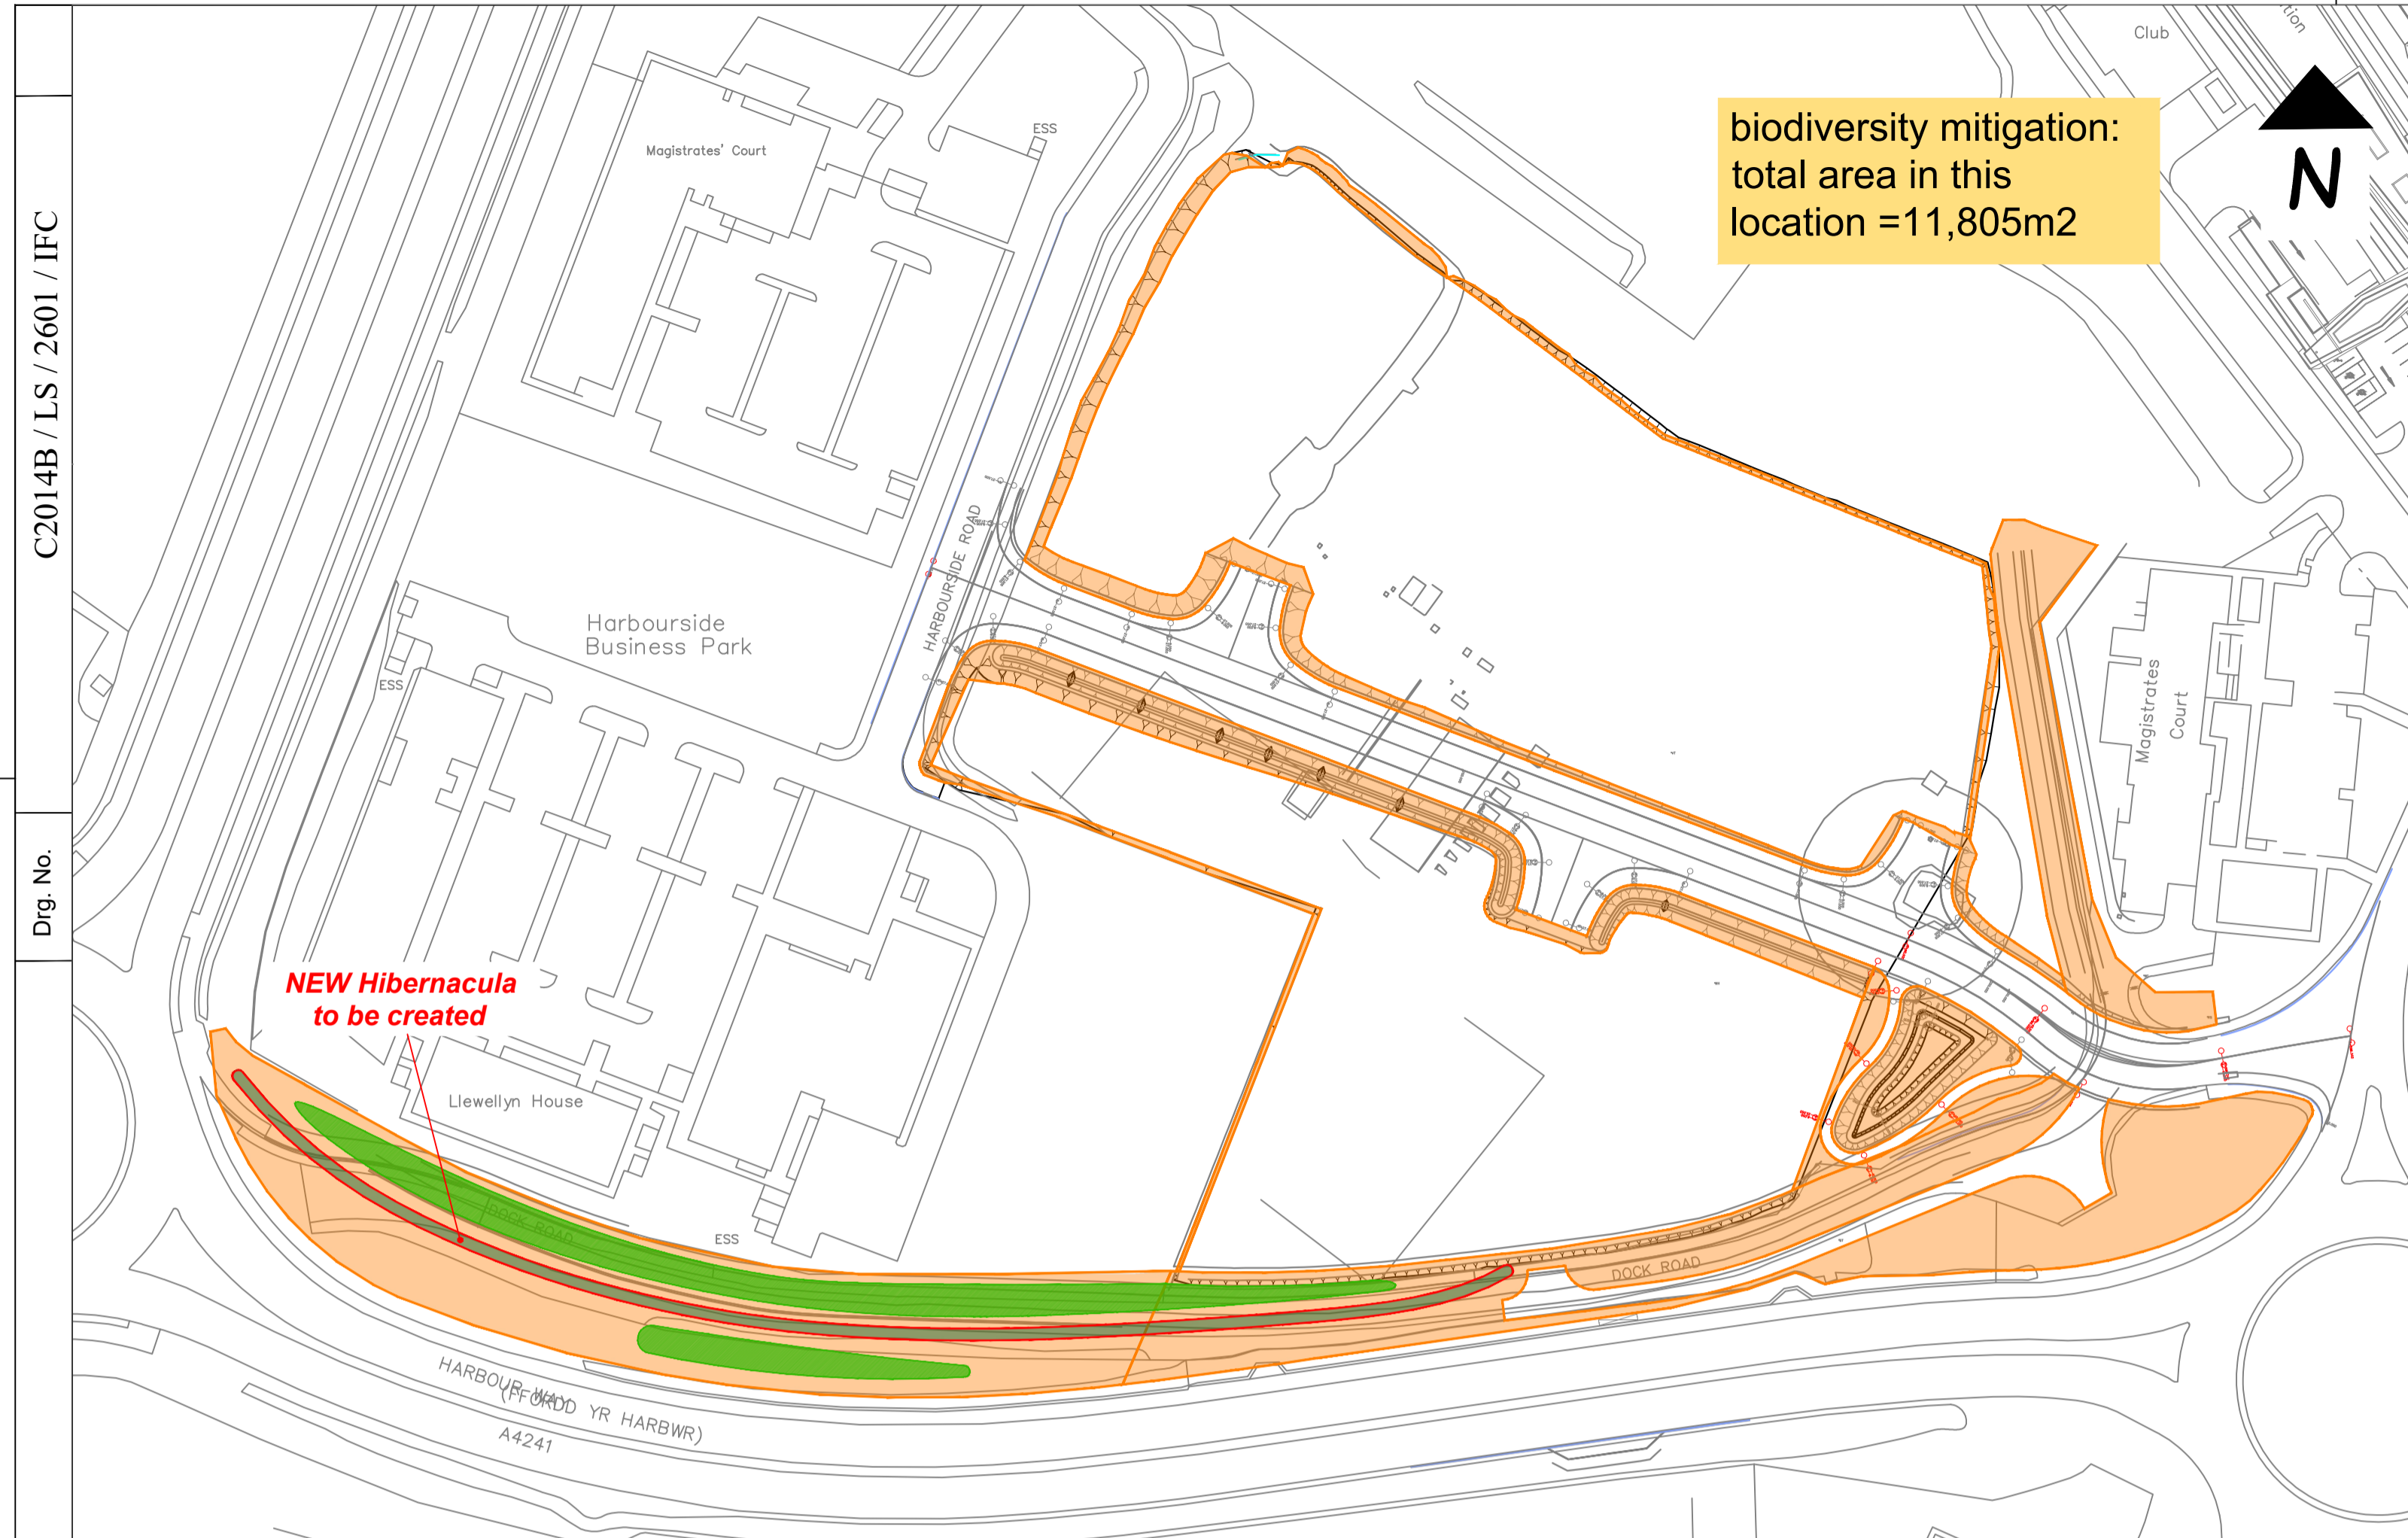 Club
tion
biodiversity mitigation:
total area in this
location =11,805m2
N
C2014B / LS / 2601 / IFC
Drg. No.
Magistrates' Court
ESS
HARBOURSIDE ROAD
Harbourside
Business Park
ESS
Magistrates
Court
NEW Hibernacula
to be created
Llewellyn House
DOCK ROAD
ESS
DOCK ROAD
HARBOUR WAY
(FFORDD YR HARBWR)
A4241